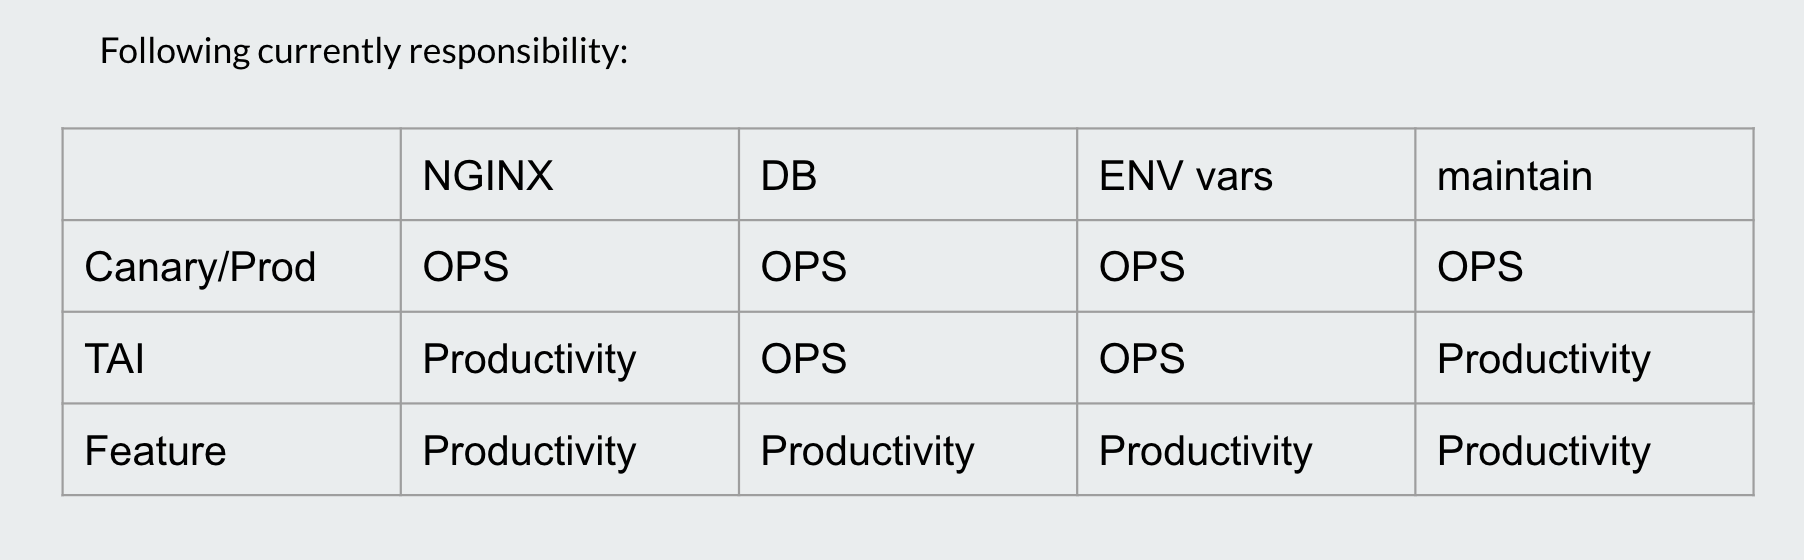 Following currently responsibility:
NGINX DB ENV vars maintain
Canary/Prod OPS OPS OPS OPS
TAI Productivity OPS OPS Productivity
Feature Productivity Productivity Productivity Productivity